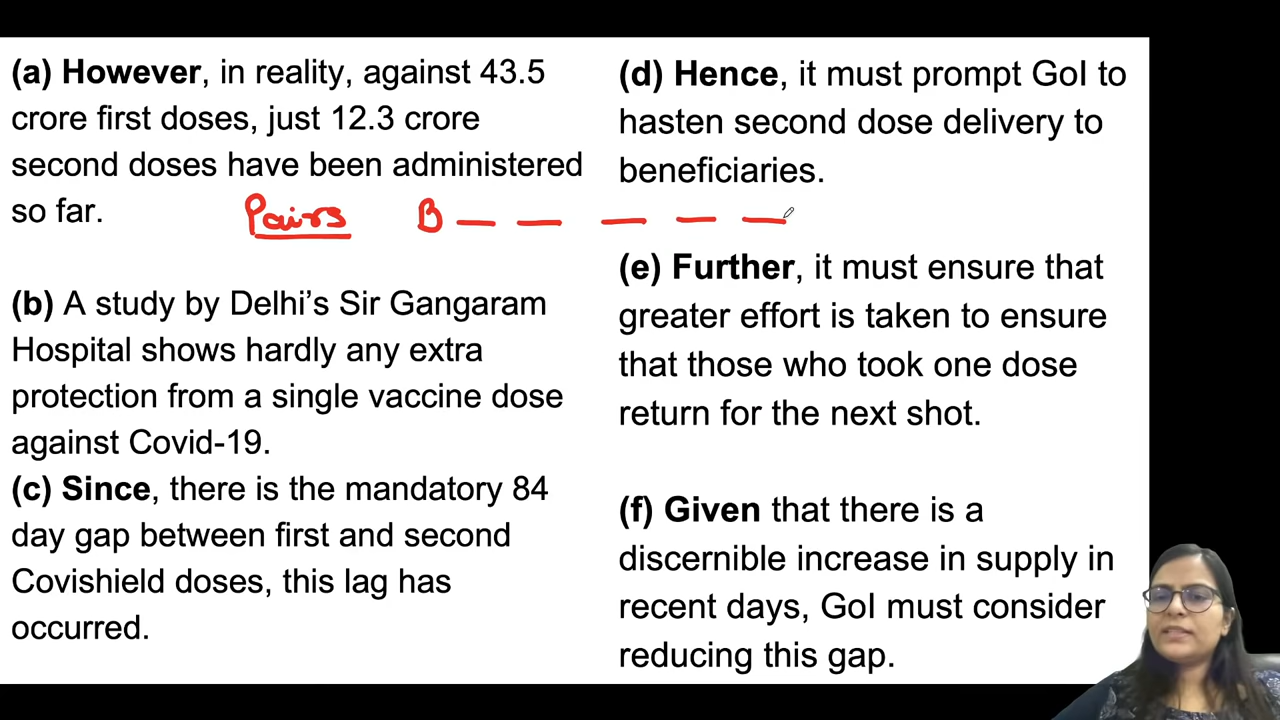 (a) However, in reality, against 43.5
crore first doses, just 12.3 crore
second doses have been administered
so far.
Pairs B _ _ _ _ _
(b) A study by Delhi’s Sir Gangaram
Hospital shows hardly any extra
protection from a single vaccine dose
against Covid-19.
(c) Since, there is the mandatory 84
day gap between first and second
Covishield doses, this lag has
occurred.
(d) Hence, it must prompt GoI to
hasten second dose delivery to
beneficiaries.
(e) Further, it must ensure that
greater effort is taken to ensure
that those who took one dose
return for the next shot.
(f) Given that there is a
discernible increase in supply in
recent days, GoI must consider
reducing this gap.